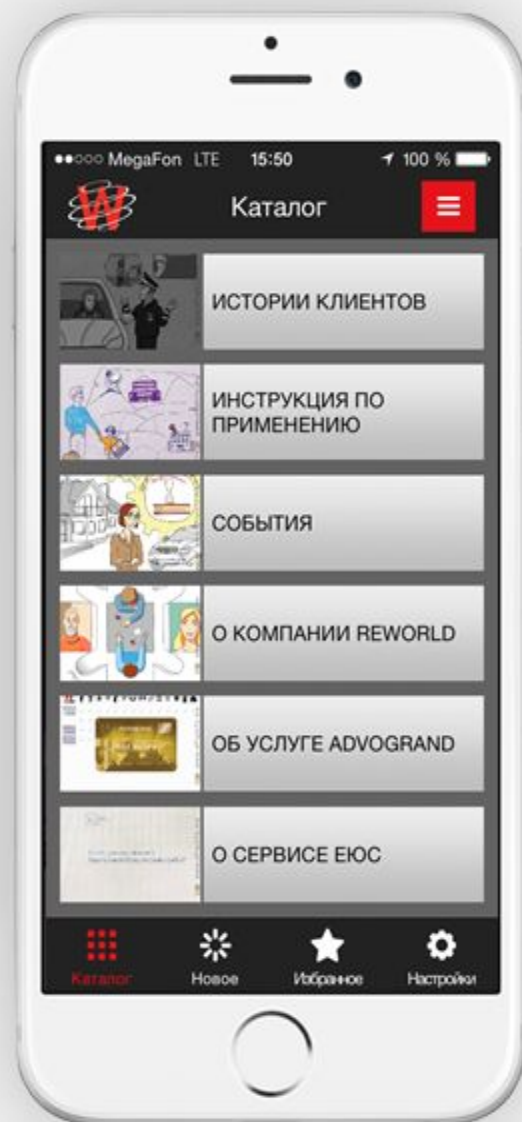 MegaFon LTE 15:50 100 %
W Каталог
ИСТОРИИ КЛИЕНТОВ
ИНСТРУКЦИЯ ПО
ПРИМЕНЕНИЮ
СОБЫТИЯ
О КОМПАНИИ REWORLD
ОБ УСЛУГЕ ADVOGRAND
О СЕРВИСЕ ЕЮС
Каталог Новое Избранное Настройки